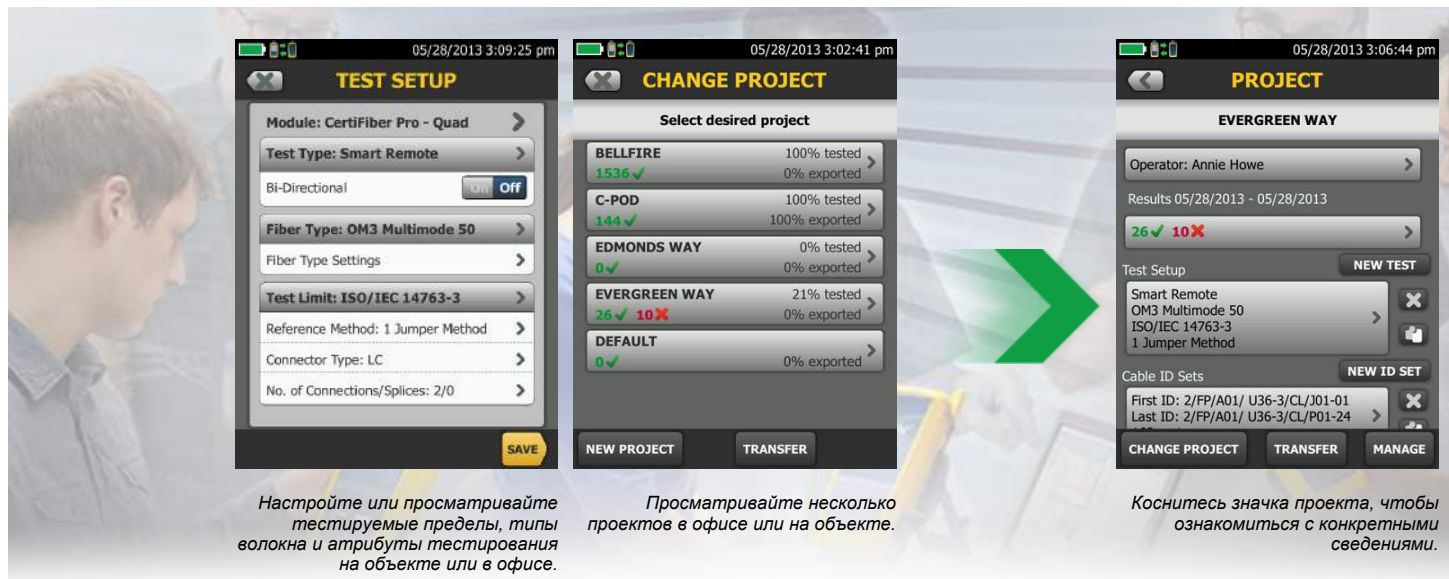 05/28/2013 3:09:25 pm
TEST SETUP
Module: CertiFiber Pro - Quad
Test Type: Smart Remote
Bi-Directional
On Off
Fiber Type: OM3 Multimode 50
Fiber Type Settings
Test Limit: ISO/IEC 14763-3
Reference Method: 1 Jumper Method
Connector Type: LC
No. of Connections/Splices: 2/0
SAVE
Настройте или просматривайте
тестируемые пределы, типы
волокна и атрибуты тестирования
на объекте или в офисе.
05/28/2013 3:02:41 pm
CHANGE PROJECT
Select desired project
BELLFIRE 100% tested
1536 0% exported
C-POD 100% tested
144 100% exported
EDMONDS WAY 0% tested
0 0% exported
EVERGREEN WAY 21% tested
26 10 0% exported
DEFAULT
0 0% exported
NEW PROJECT TRANSFER
Просматривайте несколько
проектов в офисе или на объекте.
05/28/2013 3:06:44 pm
PROJECT
EVERGREEN WAY
Operator: Annie Howe
Results 05/28/2013 - 05/28/2013
26 10
Test Setup NEW TEST
Smart Remote
OM3 Multimode 50
ISO/IEC 14763-3
1 Jumper Method
Cable ID Sets NEW ID SET
First ID: 2/FP/A01/ U36-3/CL/J01-01
Last ID: 2/FP/A01/ U36-3/CL/P01-24
CHANGE PROJECT TRANSFER MANAGE
Коснитесь значка проекта, чтобы
ознакомиться с конкретными
сведениями.